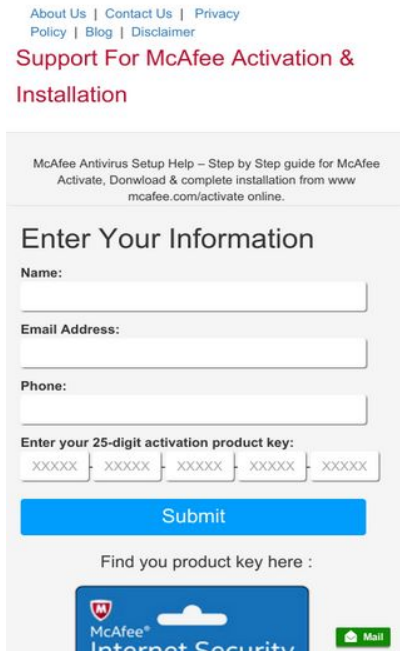 About Us | Contact Us | Privacy
Policy | Blog | Disclaimer
Support For McAfee Activation &
Installation
McAfee Antivirus Setup Help – Step by Step guide for McAfee
Activate, Donwload & complete installation from www
mcafee.com/activate online.
Enter Your Information
Name:
Email Address:
Phone:
Enter your 25-digit activation product key:
XXXXX - XXXXX - XXXXX - XXXXX - XXXXX
Submit
Find you product key here :
McAfee®
Internet Security
Mail